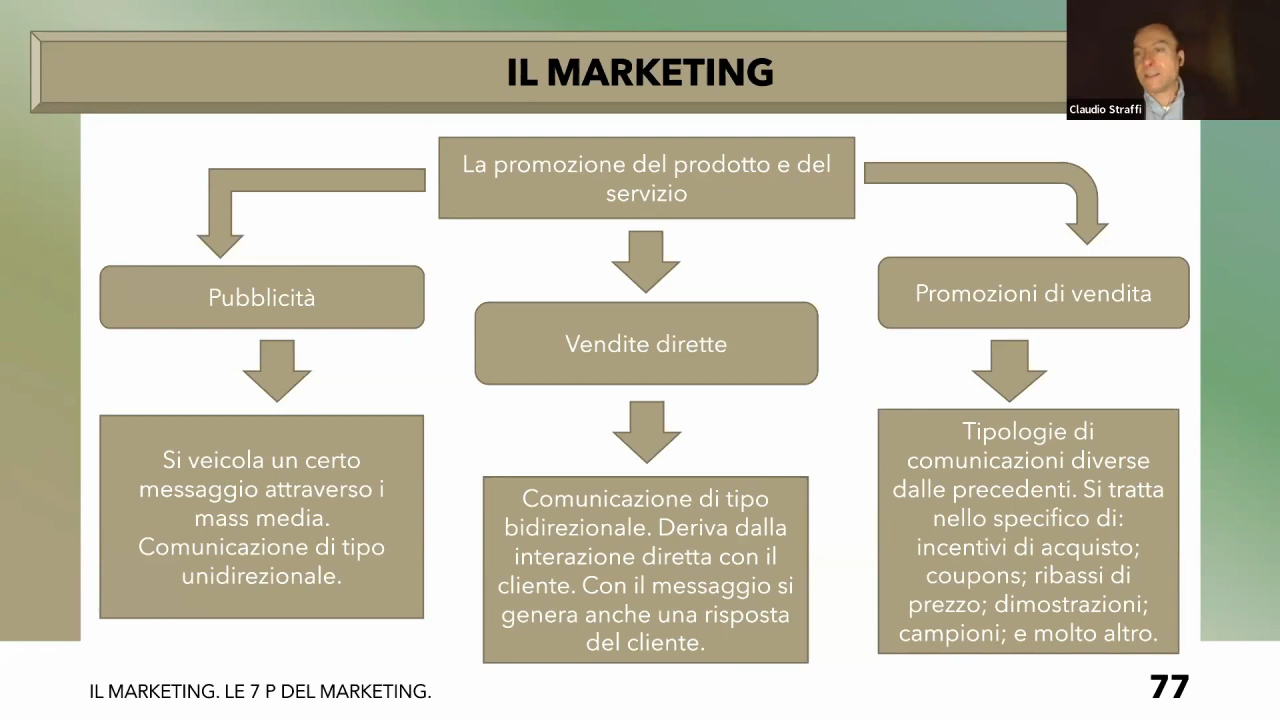 IL MARKETING
Claudio Straffi
La promozione del prodotto e del
servizio
Pubblicità
Vendite dirette
Promozioni di vendita
Si veicola un certo
messaggio attraverso i
mass media.
Comunicazione di tipo
unidirezionale.
Comunicazione di tipo
bidirezionale. Deriva dalla
interazione diretta con il
cliente. Con il messaggio si
genera anche una risposta
del cliente.
Tipologie di
comunicazioni diverse
dalle precedenti. Si tratta
nello specifico di:
incentivi di acquisto;
coupons; ribassi di
prezzo; dimostrazioni;
campioni; e molto altro.
IL MARKETING. LE 7 P DEL MARKETING.
77